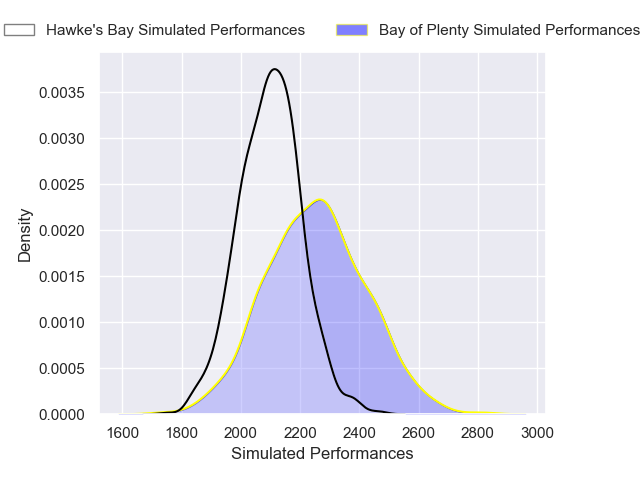 Hawke's Bay Simulated Performances
Bay of Plenty Simulated Performances
0.0035
0.0030
0.0025
0.0020
0.0015
0.0010
0.0005
0.0000
Density
1600 1800 2000 2200 2400 2600 2800 3000
Simulated Performances